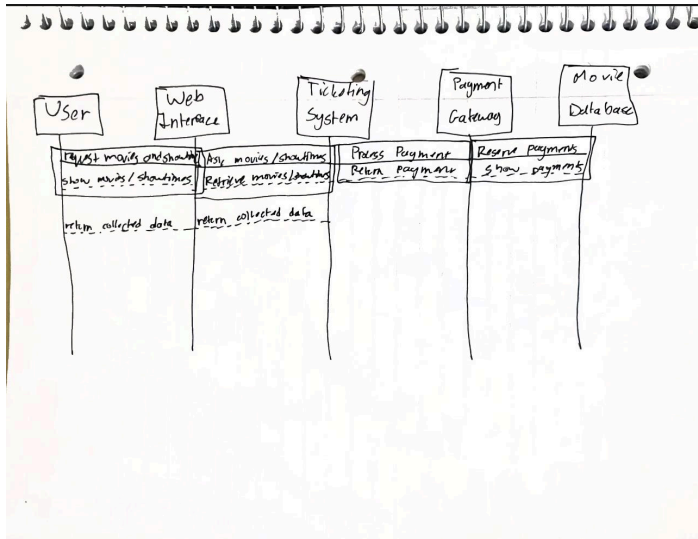 User
Web
Interace
Ticketing
System
Payment
Gateway
Movie
Database
request movies and showtimes
Ask movies/showtimes
Process Payment
Reserve payments
show movies/showtimes
Retrieve movies/showtimes
Return payment
show payments
return collected data
return collected data